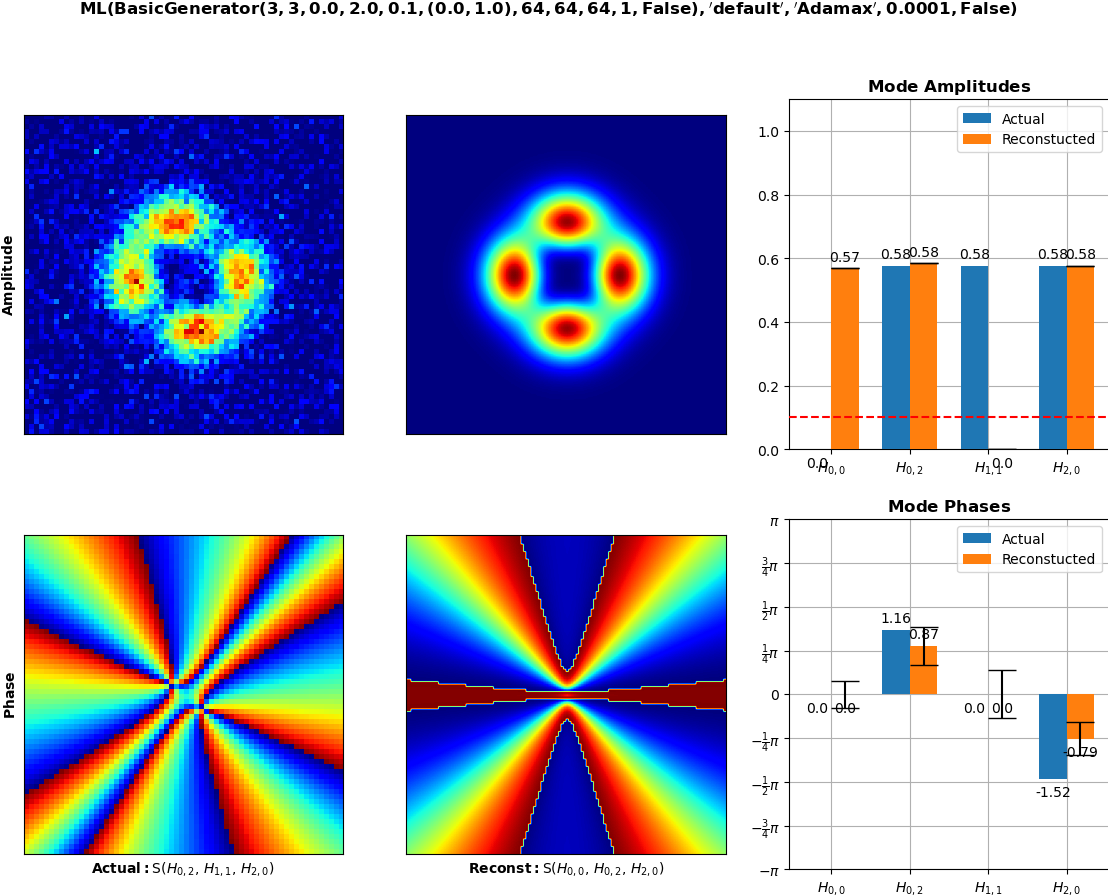 ML(BasicGenerator(3, 3, 0.0, 2.0, 0.1, (0.0, 1.0), 64, 64, 64, 1, False), ′default′, ′Adamax′, 0.0001, False)
Amplitude
Mode Amplitudes
Actual
Reconstucted
1.0
0.8
0.6
0.4
0.2
0.0
0.0 0.57 0.58 0.58 0.58 0.0 0.58 0.58
H0,0 H0,2 H1,1 H2,0
Phase
Actual: S(H0,2, H1,1, H2,0)
Reconst: S(H0,0, H0,2, H2,0)
Mode Phases
Actual
Reconstucted
π
3/4π
1/2π
1/4π
0
−1/4π
−1/2π
−3/4π
−π
0.0 0.0 1.16 0.87 0.0 0.0 -1.52 -0.79
H0,0 H0,2 H1,1 H2,0